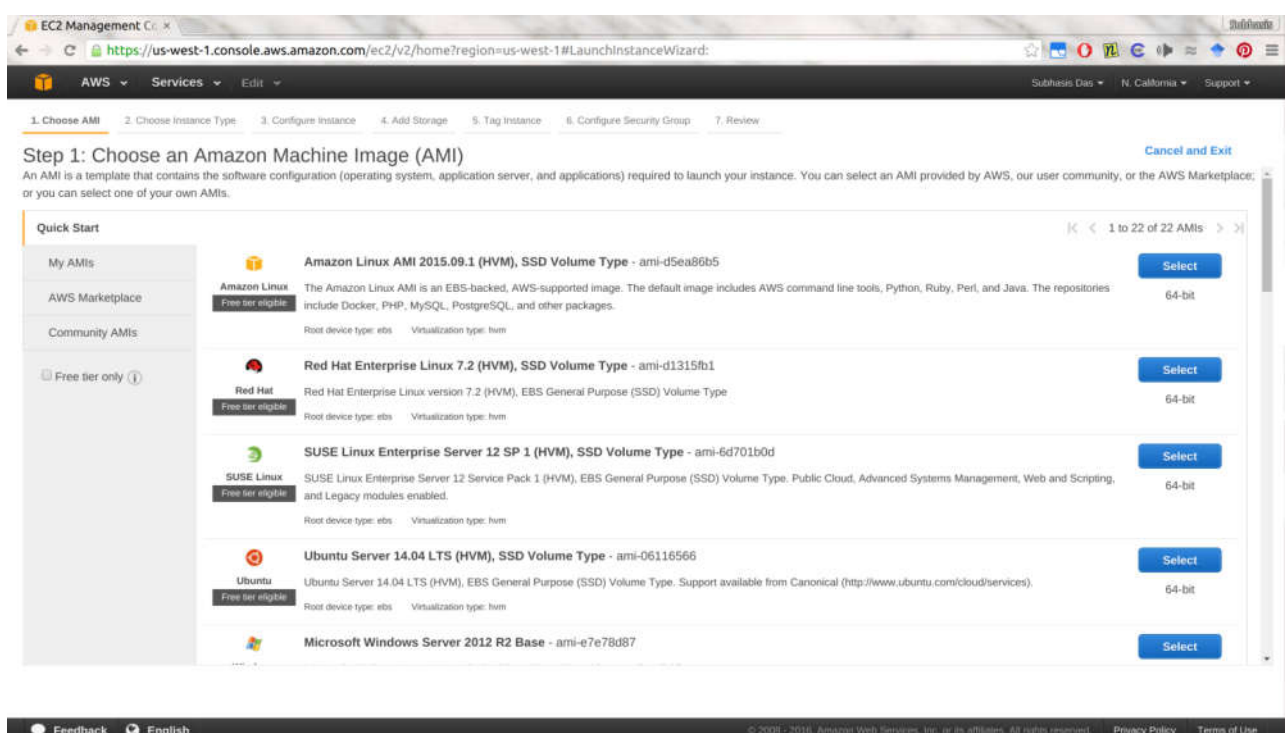 EC2 Management Co
https://us-west-1.console.aws.amazon.com/ec2/v2/home?region=us-west-1#LaunchInstanceWizard:
AWS Services Edit Subhasis Das N. California Support
1. Choose AMI 2. Choose Instance Type 3. Configure Instance 4. Add Storage 5. Tag Instance 6. Configure Security Group 7. Review
Step 1: Choose an Amazon Machine Image (AMI) Cancel and Exit
An AMI is a template that contains the software configuration (operating system, application server, and applications) required to launch your instance. You can select an AMI provided by AWS, our user community, or the AWS Marketplace;
or you can select one of your own AMIs.
Quick Start 1 to 22 of 22 AMIs
My AMIs
AWS Marketplace
Community AMIs
Free tier only
Amazon Linux AMI 2015.09.1 (HVM), SSD Volume Type - ami-d5ea86b5 Select
Amazon Linux The Amazon Linux AMI is an EBS-backed, AWS-supported image. The default image includes AWS command line tools, Python, Ruby, Perl, and Java. The repositories 64-bit
Free tier eligible include Docker, PHP, MySQL, PostgreSQL, and other packages.
Root device type: ebs Virtualization type: hvm
Red Hat Enterprise Linux 7.2 (HVM), SSD Volume Type - ami-d1315fb1 Select
Red Hat Red Hat Enterprise Linux version 7.2 (HVM), EBS General Purpose (SSD) Volume Type 64-bit
Free tier eligible
Root device type: ebs Virtualization type: hvm
SUSE Linux Enterprise Server 12 SP 1 (HVM), SSD Volume Type - ami-6d701b0d Select
SUSE Linux SUSE Linux Enterprise Server 12 Service Pack 1 (HVM), EBS General Purpose (SSD) Volume Type. Public Cloud, Advanced Systems Management, Web and Scripting, 64-bit
Free tier eligible and Legacy modules enabled.
Root device type: ebs Virtualization type: hvm
Ubuntu Server 14.04 LTS (HVM), SSD Volume Type - ami-06116566 Select
Ubuntu Ubuntu Server 14.04 LTS (HVM), EBS General Purpose (SSD) Volume Type. Support available from Canonical (http://www.ubuntu.com/cloud/services). 64-bit
Free tier eligible
Root device type: ebs Virtualization type: hvm
Microsoft Windows Server 2012 R2 Base - ami-e7e78d87 Select
Feedback English © 2008 - 2016, Amazon Web Services, Inc. or its affiliates. All rights reserved. Privacy Policy Terms of Use